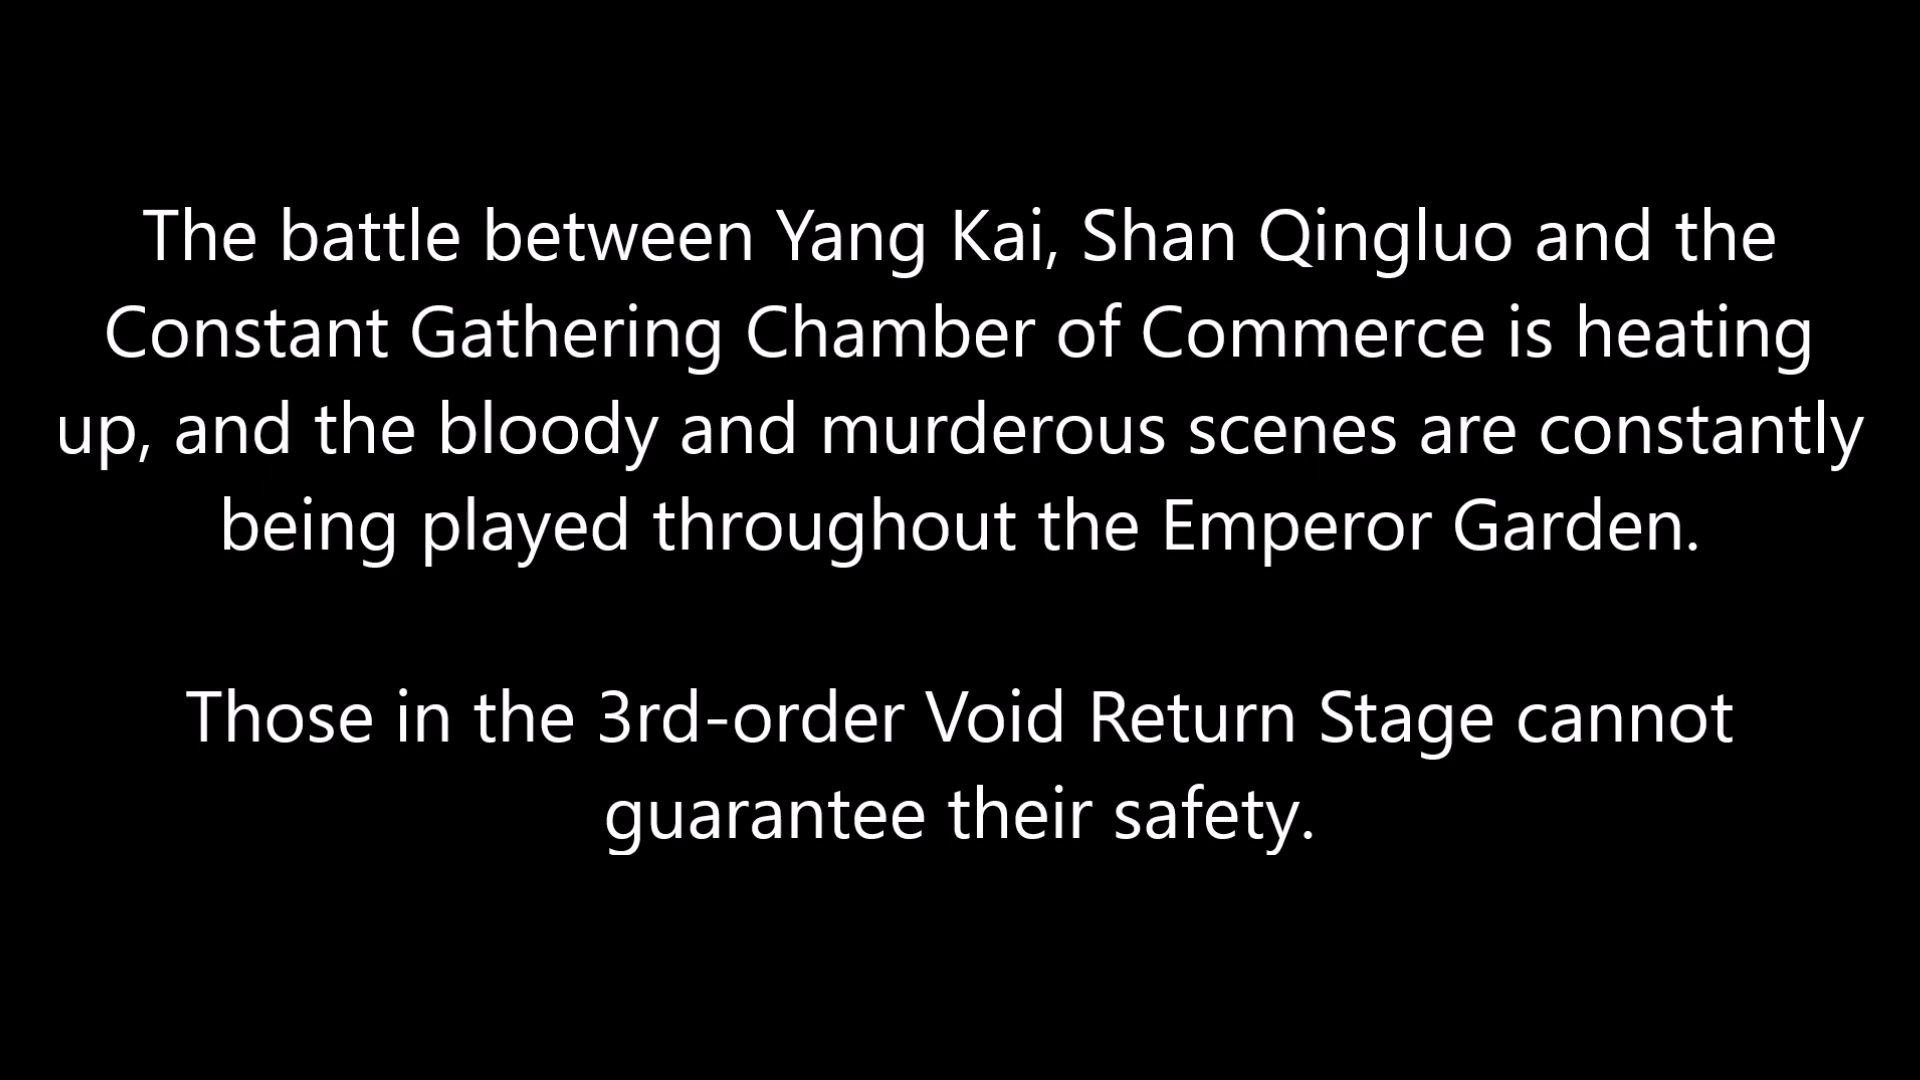 The battle between Yang Kai, Shan Qingluo and the
Constant Gathering Chamber of Commerce is heating
up, and the bloody and murderous scenes are constantly
being played throughout the Emperor Garden.
Those in the 3rd-order Void Return Stage cannot
guarantee their safety.